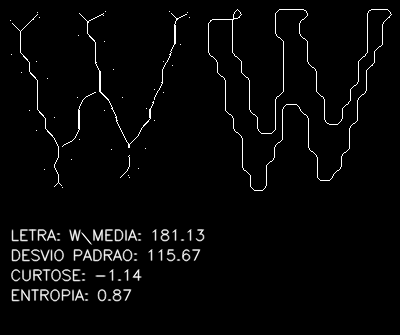 W W
LETRA: W\MEDIA: 181.13
DESVIO PADRAO: 115.67
CURTOSE: -1.14
ENTROPIA: 0.87